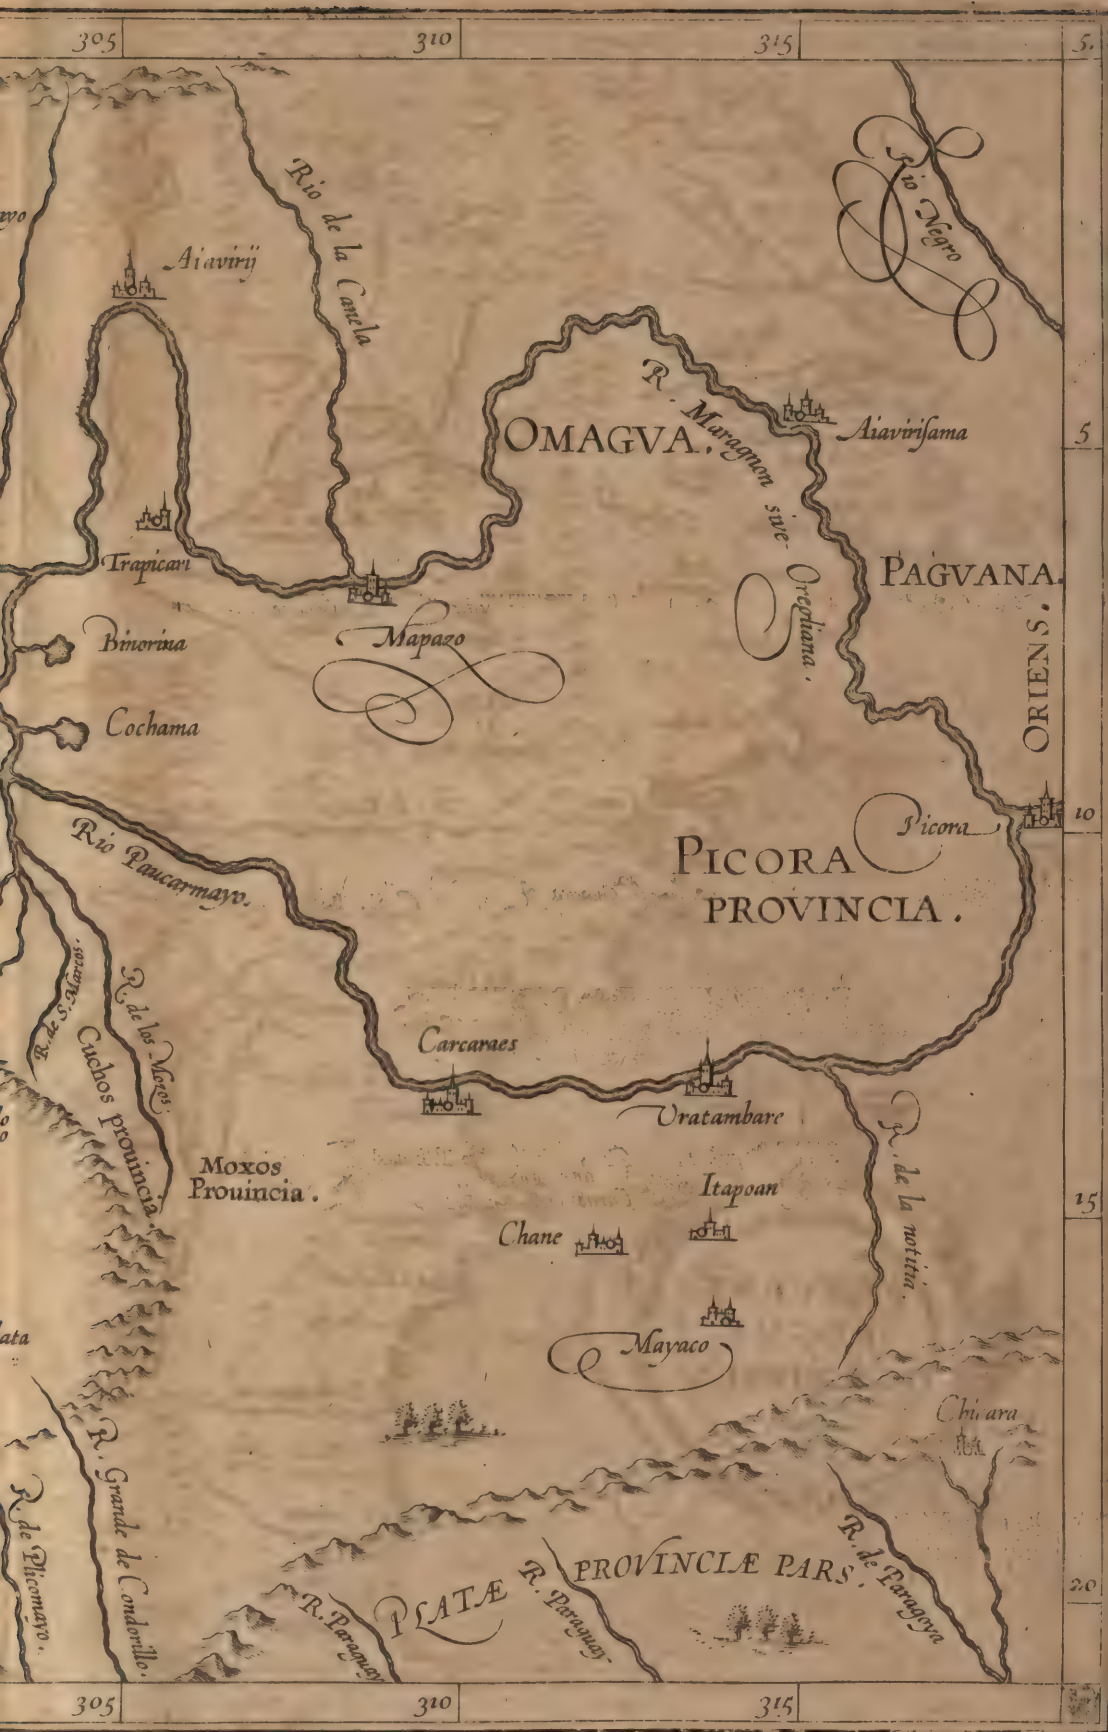 305
310
315
5.
Rio Negro
Rio de la Canela
Aiavirij
R. Maragnon siue- Oregliana.
OMAGVA.
Aiavirisama
5
Trapicari
PAGVANA.
ORIENS.
Binorina
Mapazo
Cochama
10
Picora
PICORA
PROVINCIA.
Rio Paucarmayo.
R. de S. Marcos.
R. de los Moxos.
Cuchos prouincia.
Carcaraes
Vratambare
R. de la notitia.
MOXOS
Prouincia.
Itapoan
15
Chane
Mayaco
lata
Chicara
R. Grande de Condorillo.
R. de Plicomayo.
R. Paraguay
PLATÆ PROVINCIÆ PARS.
R. Paraguay.
R. de Paragoya
20
305
310
315